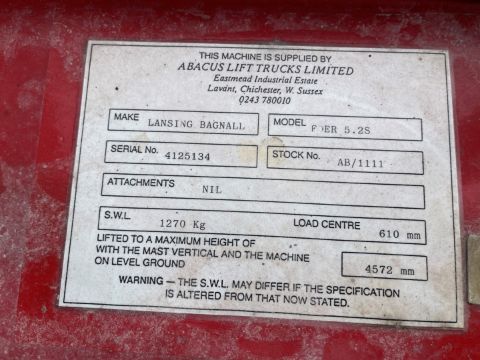 THIS MACHINE IS SUPPLIED BY
ABACUS LIFT TRUCKS LIMITED
Eastmead Industrial Estate
Lavant, Chichester, W. Sussex
0243 780010
MAKE LANSING BAGNALL MODEL 5.2S
SERIAL No. 4125134 STOCK No. AB/1111
ATTACHMENTS NIL
S.W.L. 1270 Kg LOAD CENTRE 610 mm
LIFTED TO A MAXIMUM HEIGHT OF
WITH THE MAST VERTICAL AND THE MACHINE 4572 mm
ON LEVEL GROUND
WARNING — THE S.W.L. MAY DIFFER IF THE SPECIFICATION
IS ALTERED FROM THAT NOW STATED.